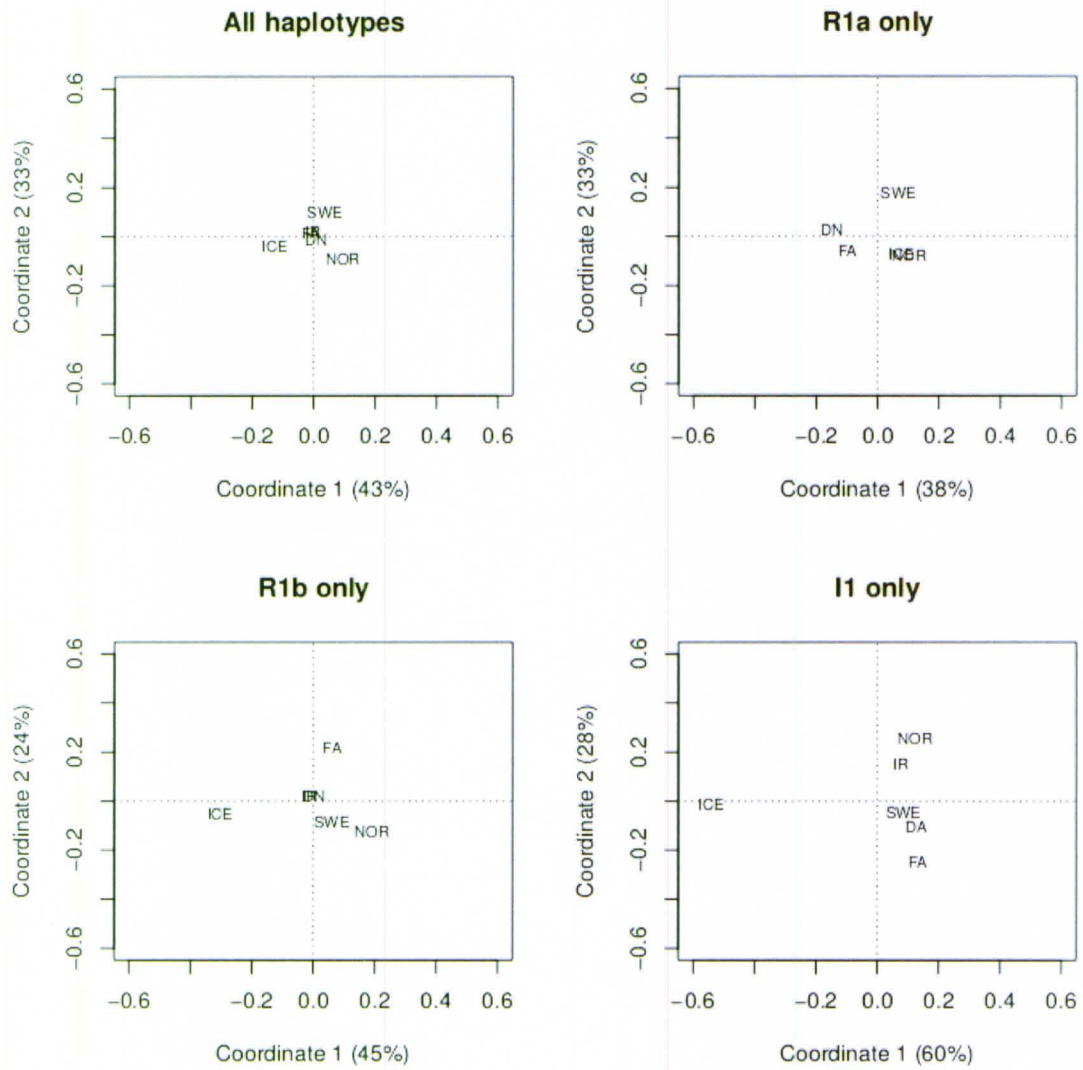 All haplotypes
0.6
0.2
−0.2
−0.6
Coordinate 2 (33%)
SWE
DN
ICE
NOR
−0.6
−0.2
0.0
0.2
0.4
0.6
Coordinate 1 (43%)
R1a only
0.6
0.2
−0.2
−0.6
Coordinate 2 (33%)
SWE
DN
FA
ICE
NOR
−0.6
−0.2
0.0
0.2
0.4
0.6
Coordinate 1 (38%)
R1b only
0.6
0.2
−0.2
−0.6
Coordinate 2 (24%)
FA
DN
ICE
SWE
NOR
−0.6
−0.2
0.0
0.2
0.4
0.6
Coordinate 1 (45%)
I1 only
0.6
0.2
−0.2
−0.6
Coordinate 2 (28%)
NOR
IR
ICE
SWE
DA
FA
−0.6
−0.2
0.0
0.2
0.4
0.6
Coordinate 1 (60%)